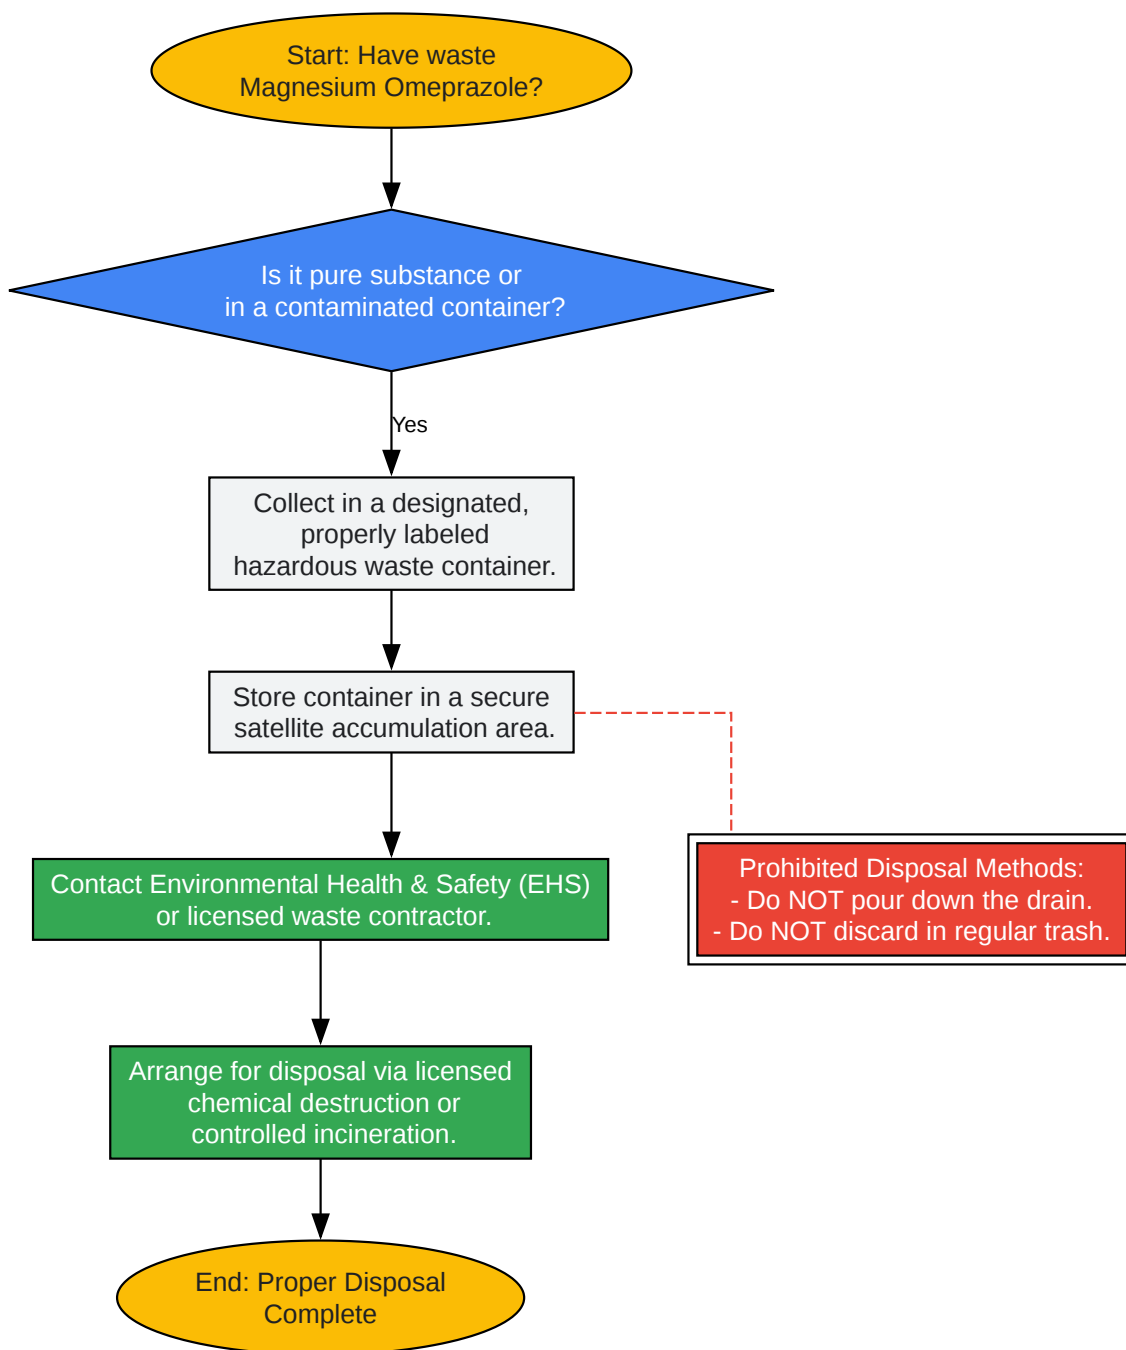 Start: Have waste
Magnesium Omeprazole?
Is it pure substance or
in a contaminated container?
Yes
Collect in a designated,
properly labeled
hazardous waste container.
Store container in a secure
satellite accumulation area.
Contact Environmental Health & Safety (EHS)
or licensed waste contractor.
Prohibited Disposal Methods:
- Do NOT pour down the drain.
- Do NOT discard in regular trash.
Arrange for disposal via licensed
chemical destruction or
controlled incineration.
End: Proper Disposal
Complete